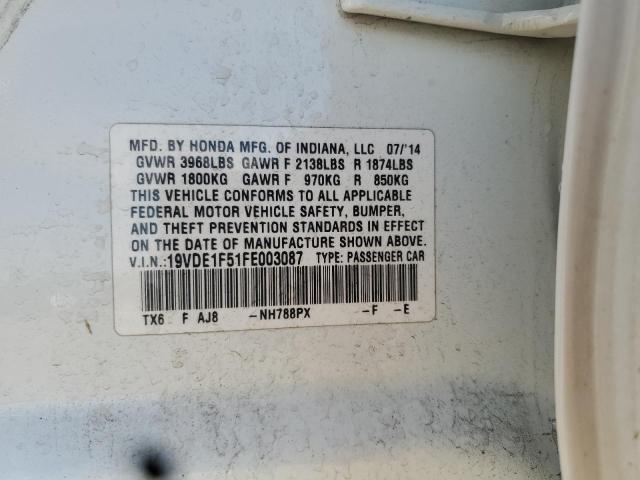 MFD. BY HONDA MFG. OF INDIANA, LLC 07/'14
GVWR 3968LBS GAWR F 2138LBS R 1874LBS
GVWR 1800KG GAWR F 970KG R 850KG
THIS VEHICLE CONFORMS TO ALL APPLICABLE
FEDERAL MOTOR VEHICLE SAFETY, BUMPER,
AND THEFT PREVENTION STANDARDS IN EFFECT
ON THE DATE OF MANUFACTURE SHOWN ABOVE.
V.I.N.: 19VDE1F51FE003087 TYPE: PASSENGER CAR
TX6 F AJ8 -NH788PX -F -E